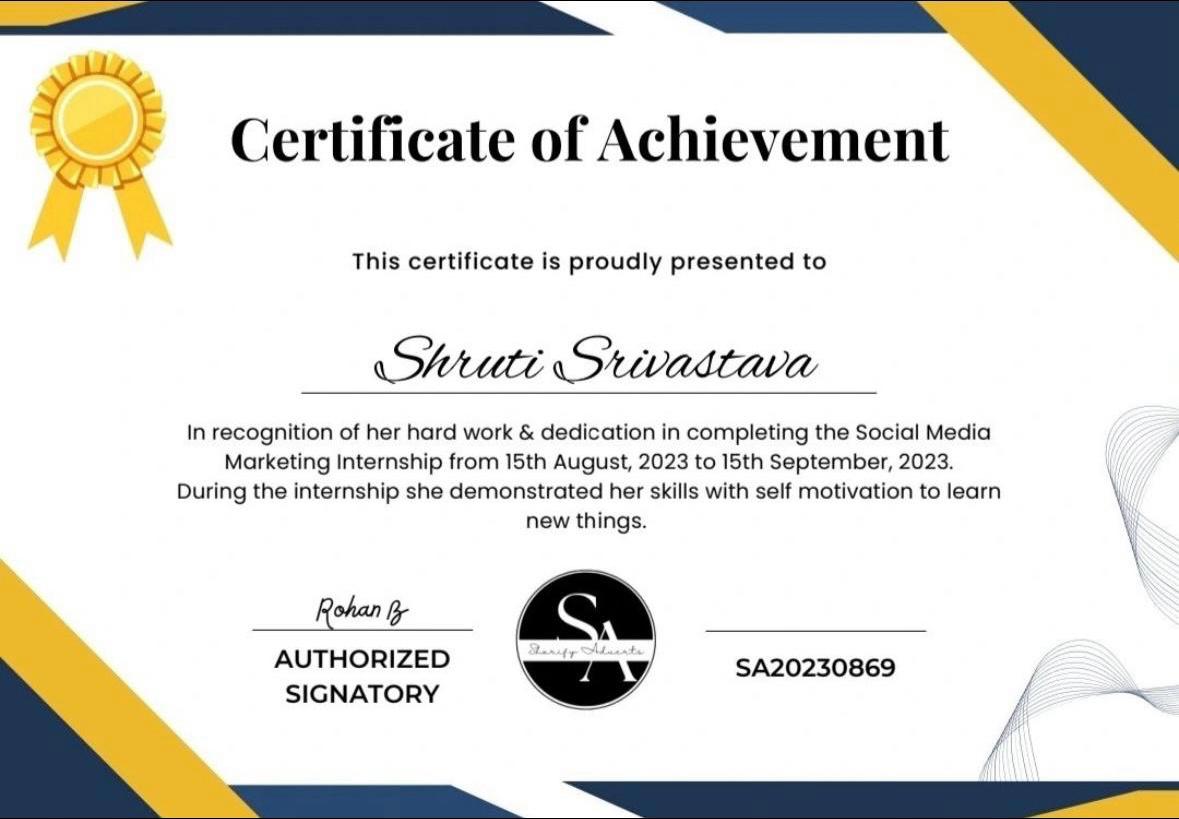 Certificate of Achievement
This certificate is proudly presented to
Shruti Srivastava
In recognition of her hard work & dedication in completing the Social Media
Marketing Internship from 15th August, 2023 to 15th September, 2023.
During the internship she demonstrated her skills with self motivation to learn
new things.
Rohan B
AUTHORIZED
SIGNATORY
SA
Sharify Adverts
SA20230869